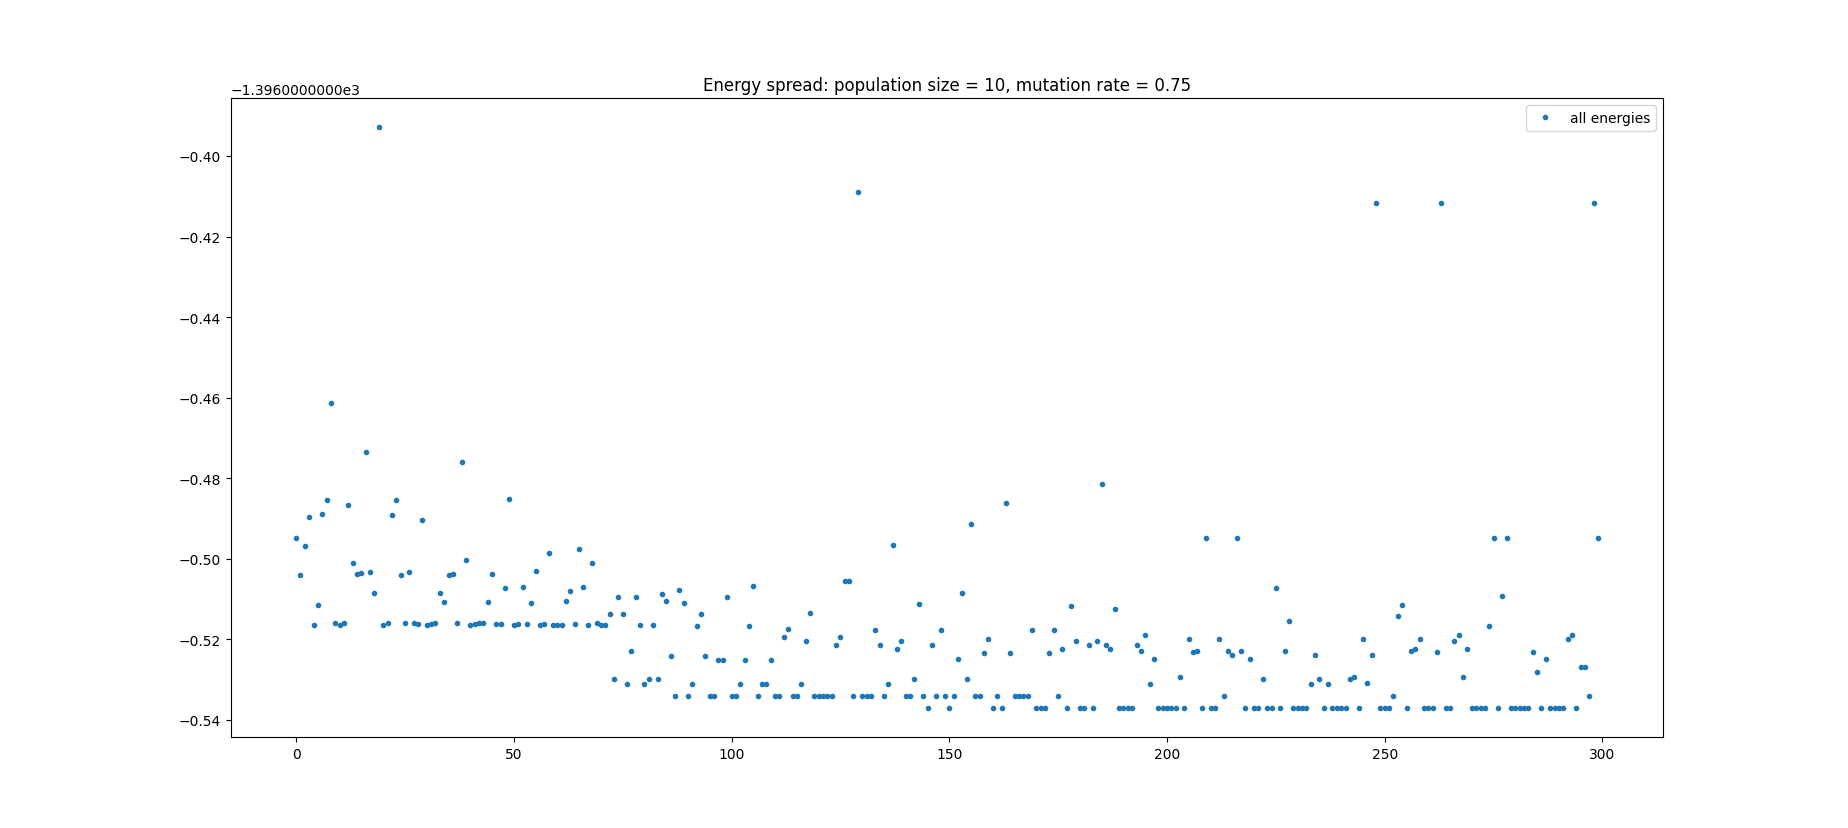 Energy spread: population size = 10, mutation rate = 0.75
−1.3960000000e3
all energies
−0.40
−0.42
−0.44
−0.46
−0.48
−0.50
−0.52
−0.54
0 50 100 150 200 250 300